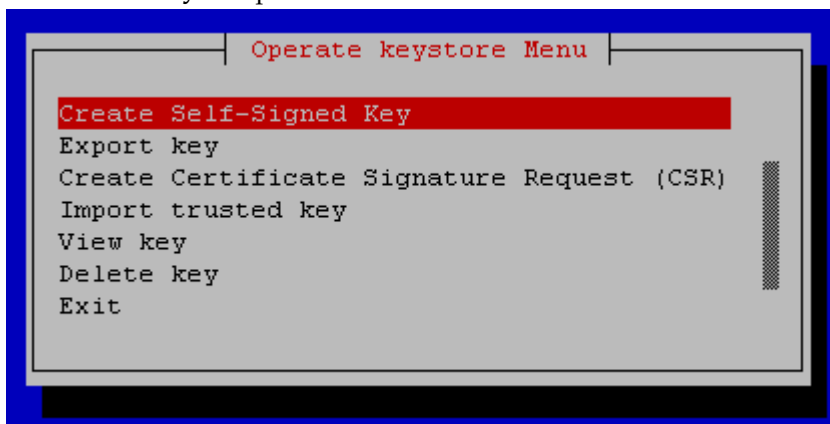 Operate keystore Menu
Create Self-Signed Key
Export key
Create Certificate Signature Request (CSR)
Import trusted key
View key
Delete key
Exit